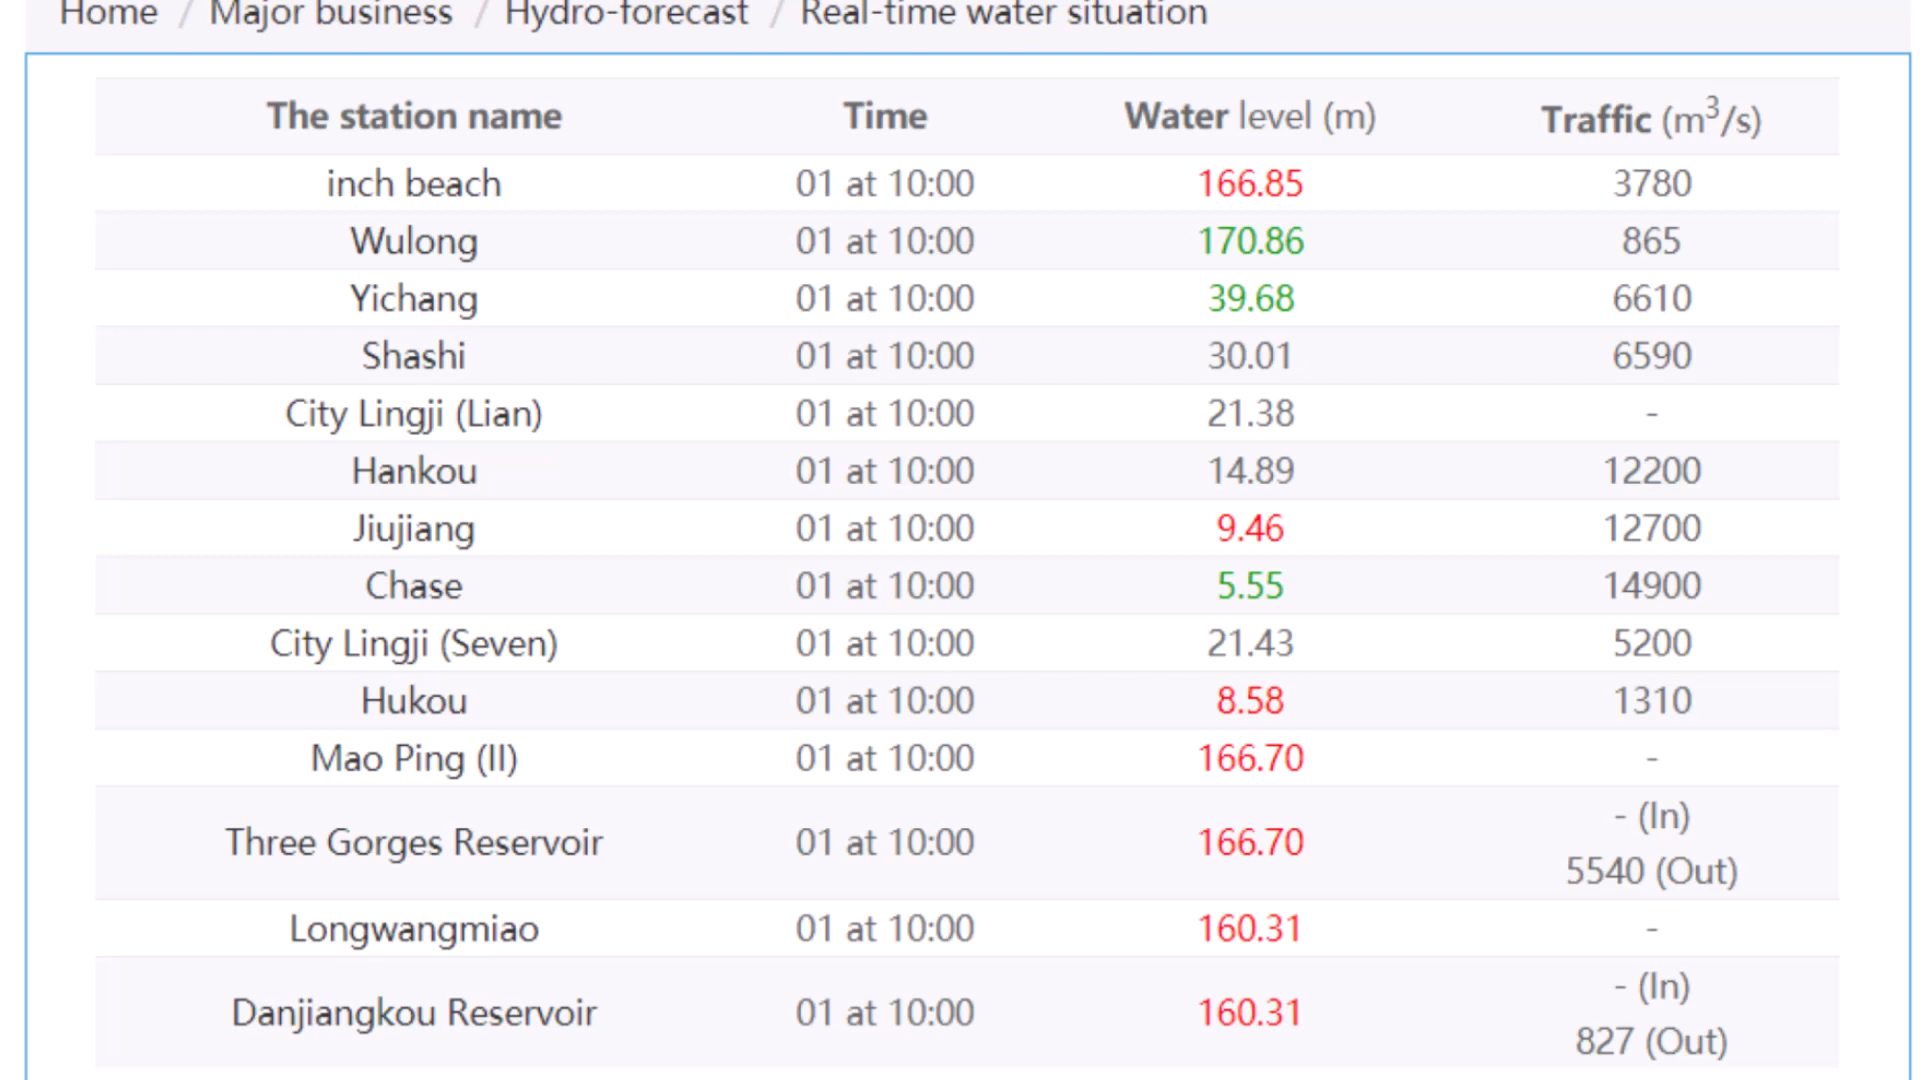 Home / Major business / Hydro-forecast / Real-time water situation
The station name Time Water level (m) Traffic (m³/s)
inch beach 01 at 10:00 166.85 3780
Wulong 01 at 10:00 170.86 865
Yichang 01 at 10:00 39.68 6610
Shashi 01 at 10:00 30.01 6590
City Lingji (Lian) 01 at 10:00 21.38 -
Hankou 01 at 10:00 14.89 12200
Jiujiang 01 at 10:00 9.46 12700
Chase 01 at 10:00 5.55 14900
City Lingji (Seven) 01 at 10:00 21.43 5200
Hukou 01 at 10:00 8.58 1310
Mao Ping (II) 01 at 10:00 166.70 -
Three Gorges Reservoir 01 at 10:00 166.70 - (In)
5540 (Out)
Longwangmiao 01 at 10:00 160.31 -
Danjiangkou Reservoir 01 at 10:00 160.31 - (In)
827 (Out)